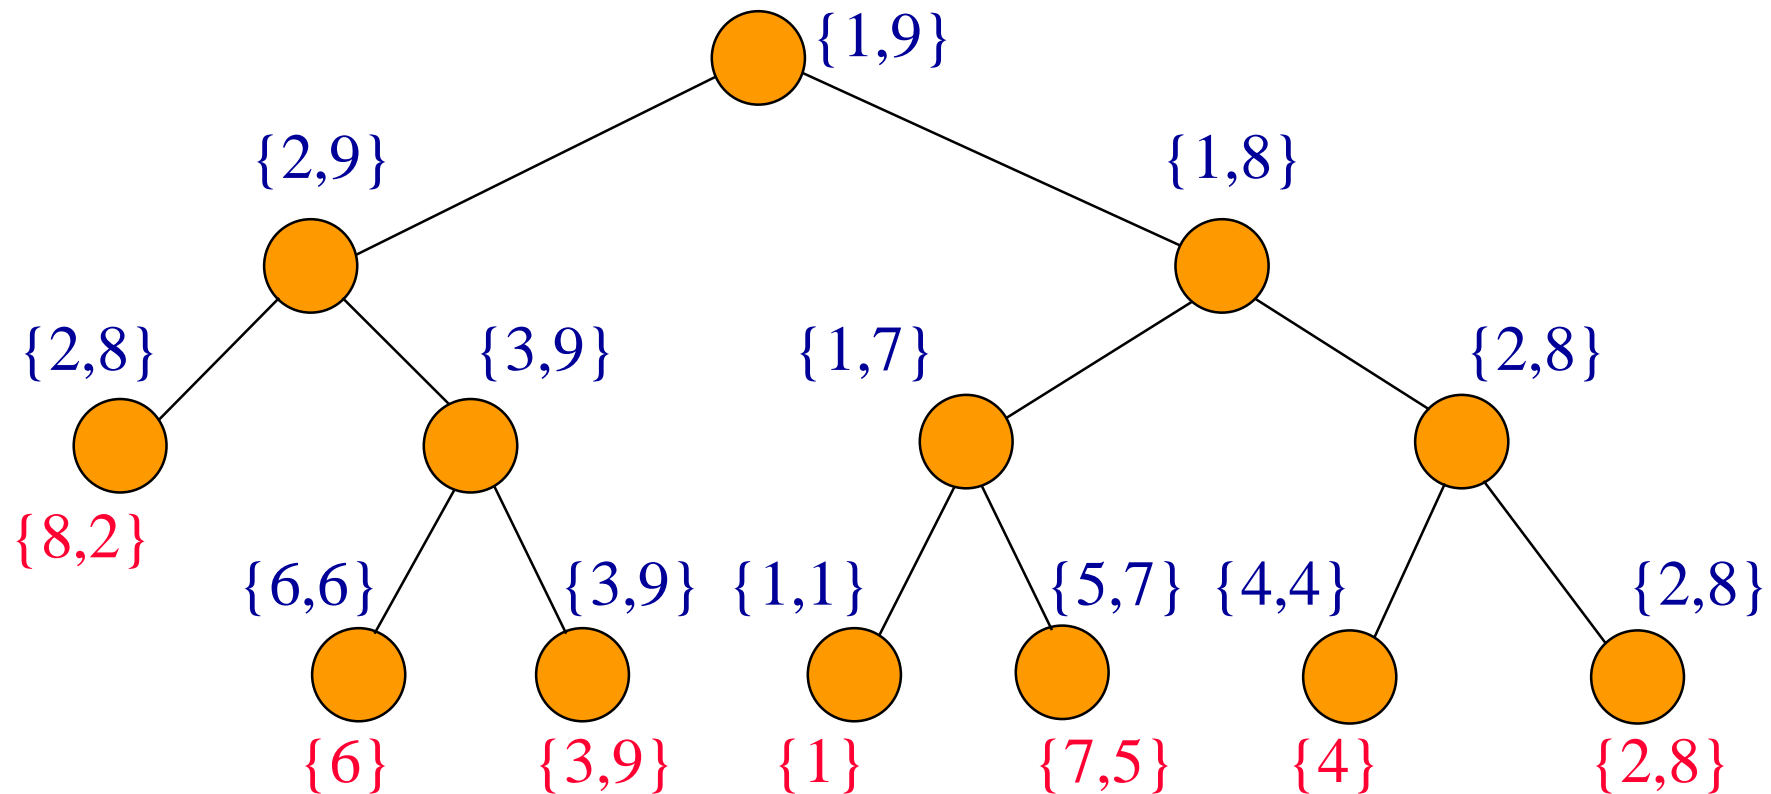 {1,9}
{2,9} {1,8}
{2,8} {3,9} {1,7} {2,8}
{8,2}
{6,6} {3,9} {1,1} {5,7} {4,4} {2,8}
{6} {3,9} {1} {7,5} {4} {2,8}